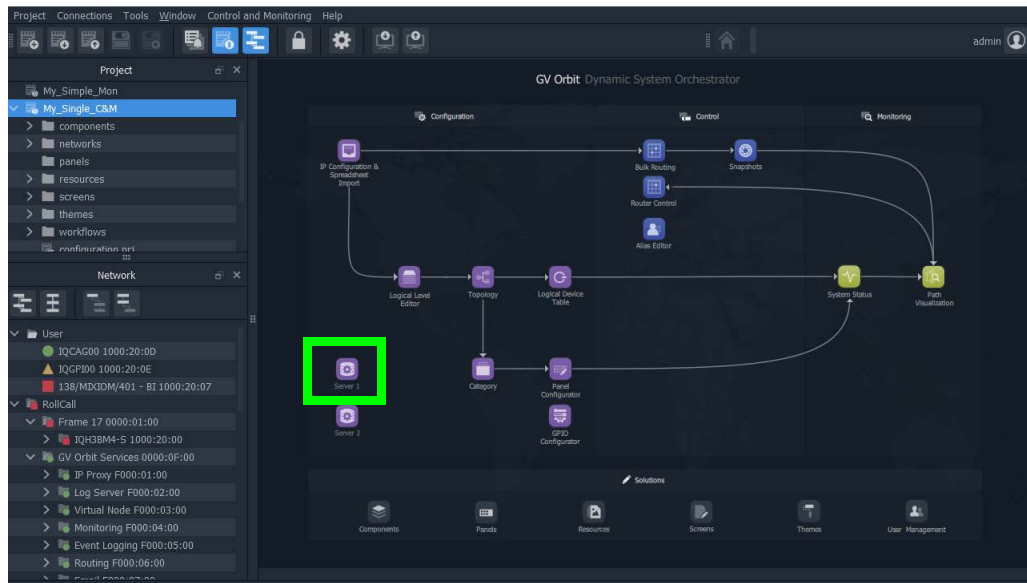 Project Connections Tools Window Control and Monitoring Help
admin
Project
My_Simple_Mon
My_Single_C&M
components
networks
panels
resources
screens
themes
workflows
configuration.prj
Network
User
IQCAG00 1000:20:0D
IQGPI00 1000:20:0E
138/MIXIOM/401 - BI 1000:20:07
RollCall
Frame 17 0000:01:00
IQH3BM4-S 1000:20:00
GV Orbit Services 0000:0F:00
IP Proxy F000:01:00
Log Server F000:02:00
Virtual Node F000:03:00
Monitoring F000:04:00
Event Logging F000:05:00
Routing F000:06:00
Email F000:07:00
GV Orbit Dynamic System Orchestrator
Configuration
Control
Monitoring
IP Configuration &
Spreadsheet
Import
Bulk Routing
Snapshots
Router Control
Alias Editor
Logical Level
Editor
Topology
Logical Device
Table
System Status
Path
Visualization
Server 1
Category
Panel
Configurator
Server 2
GPIO
Configurator
Solutions
Components
Panels
Resources
Screens
Themes
User Management